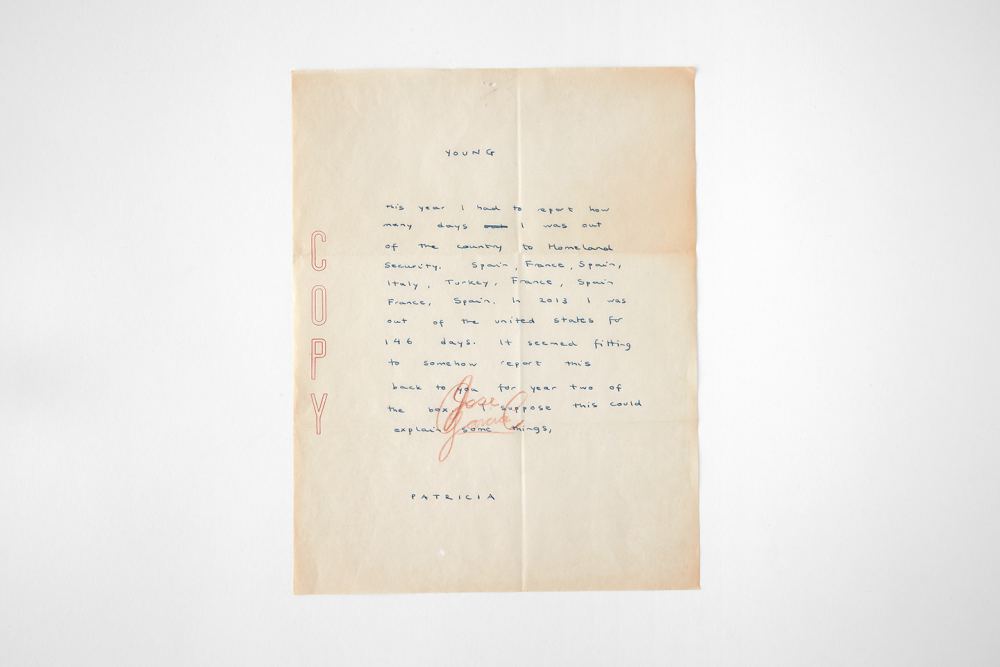 YOUNG
this year I had to report how
many days I was out
of the country to Homeland
Security. Spain, France, Spain,
Italy, Turkey, France, Spain
France, Spain. In 2013 I was
out of the united states for
146 days. It seemed fitting
to somehow report this
back to you for year two of
the box, I suppose this could
explain some things,
Jose
PATRICIA
COPY